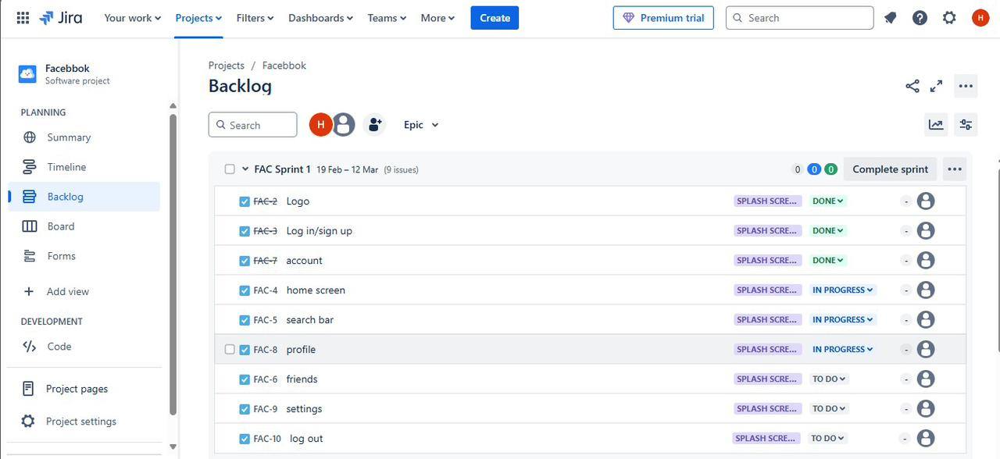 Jira Your work Projects Filters Dashboards Teams More Create Premium trial Search H
Facebbok
Software project
PLANNING
Summary
Timeline
Backlog
Board
Forms
Add view
DEVELOPMENT
Code
Project pages
Project settings
Projects / Facebbok
Backlog
Search H Epic
FAC Sprint 1 19 Feb – 12 Mar (9 issues) 0 0 0 Complete sprint
FAC-2 Logo SPLASH SCRE... DONE -
FAC-3 Log in/sign up SPLASH SCRE... DONE -
FAC-7 account SPLASH SCRE... DONE -
FAC-4 home screen SPLASH SCRE... IN PROGRESS -
FAC-5 search bar SPLASH SCRE... IN PROGRESS -
FAC-8 profile SPLASH SCRE... IN PROGRESS -
FAC-6 friends SPLASH SCRE... TO DO -
FAC-9 settings SPLASH SCRE... TO DO -
FAC-10 log out SPLASH SCRE... TO DO -